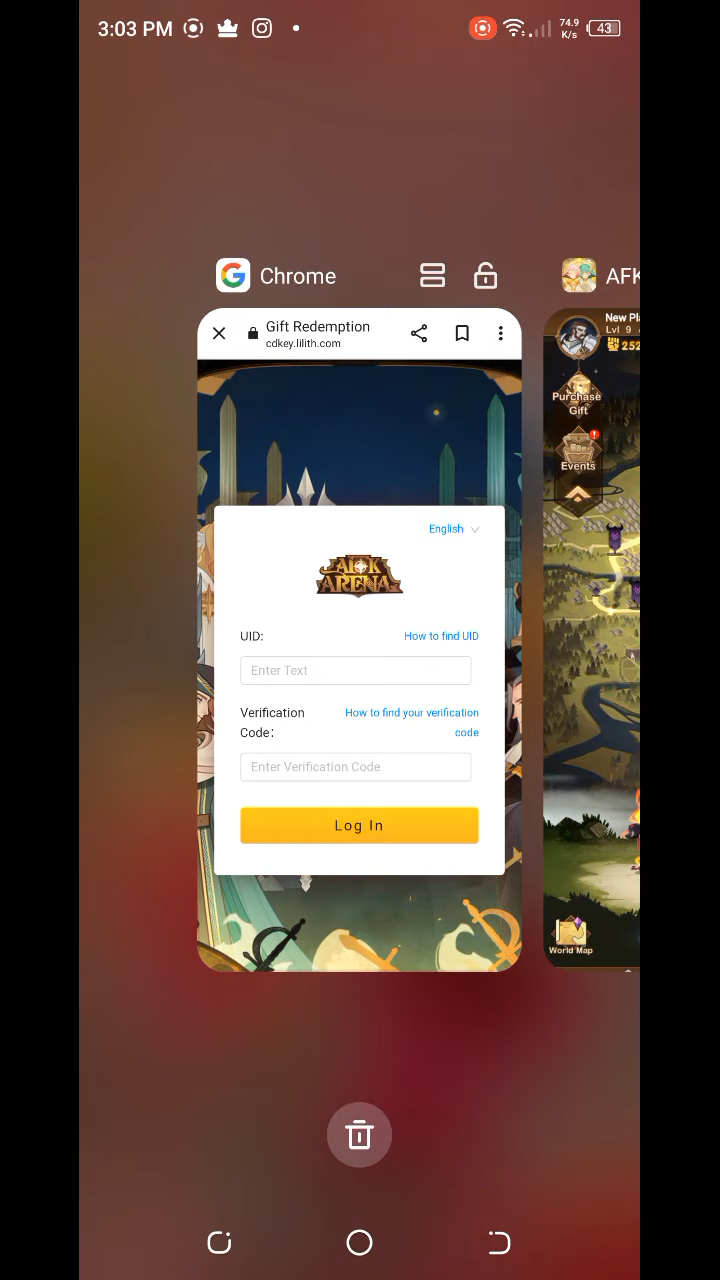 3:03 PM
74.9
K/s
43
Chrome
AFK
Gift Redemption
cdkey.lilith.com
New Pla
Lvl 9
252
Purchase
Gift
Events
English
AFK
ARENA
UID:
How to find UID
Enter Text
Verification
Code:
How to find your verification
code
Enter Verification Code
Log In
World Map